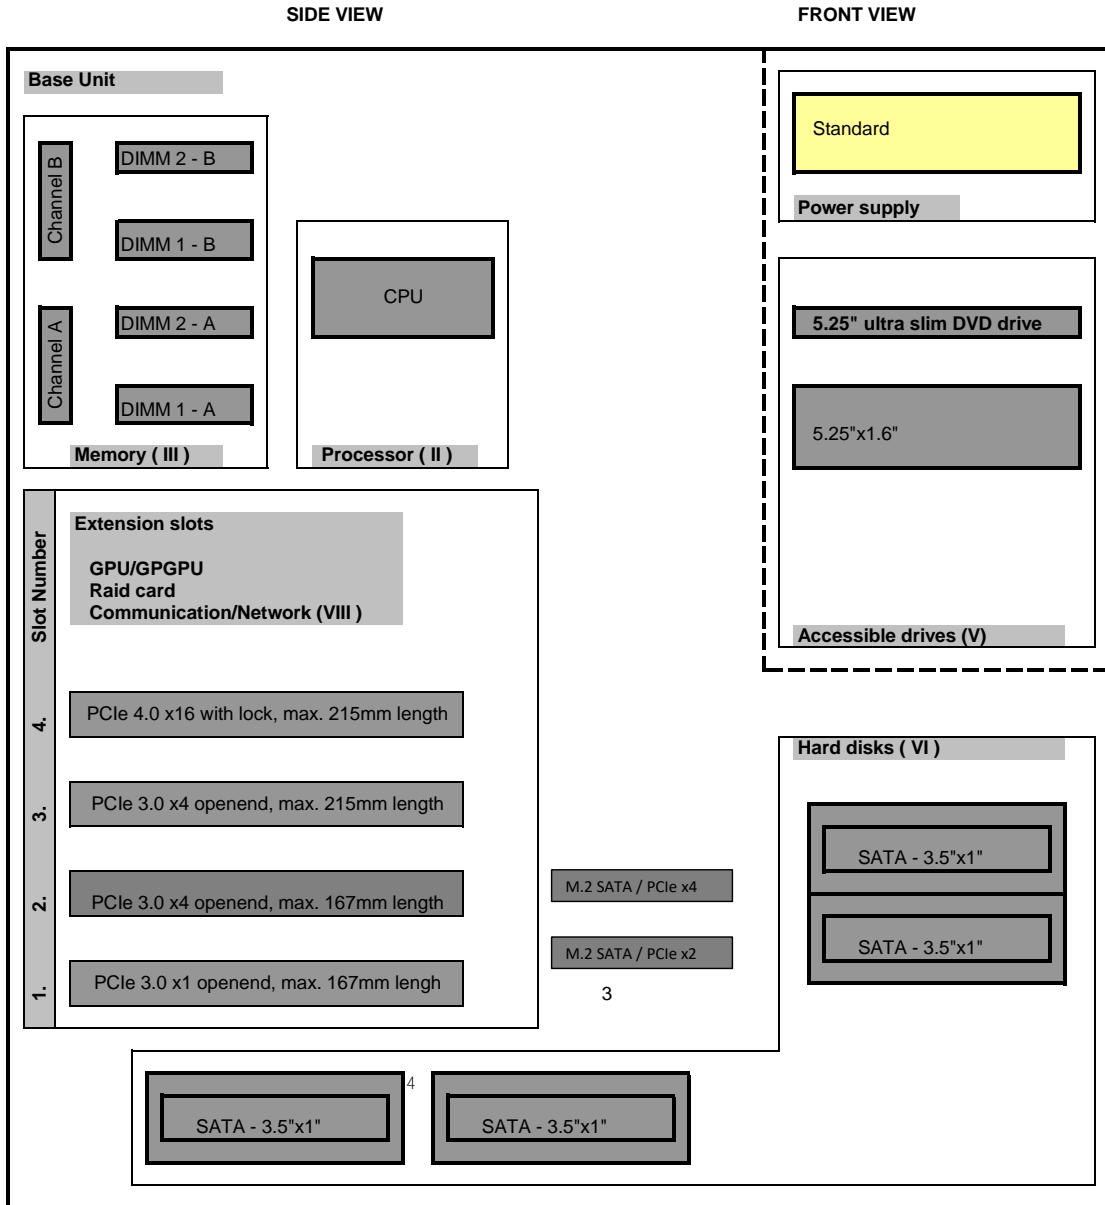 SIDE VIEW
FRONT VIEW
Base Unit
Channel B
DIMM 2 - B
DIMM 1 - B
Channel A
DIMM 2 - A
DIMM 1 - A
Memory ( III )
CPU
Processor ( II )
Standard
Power supply
5.25" ultra slim DVD drive
5.25"x1.6"
Accessible drives (V)
Slot Number
Extension slots
GPU/GPGPU
Raid card
Communication/Network (VIII )
4.
PCIe 4.0 x16 with lock, max. 215mm length
3.
PCIe 3.0 x4 openend, max. 215mm length
2.
PCIe 3.0 x4 openend, max. 167mm length
1.
PCIe 3.0 x1 openend, max. 167mm lengh
M.2 SATA / PCIe x4
M.2 SATA / PCIe x2
3
Hard disks ( VI )
SATA - 3.5"x1"
SATA - 3.5"x1"
SATA - 3.5"x1"
4
SATA - 3.5"x1"